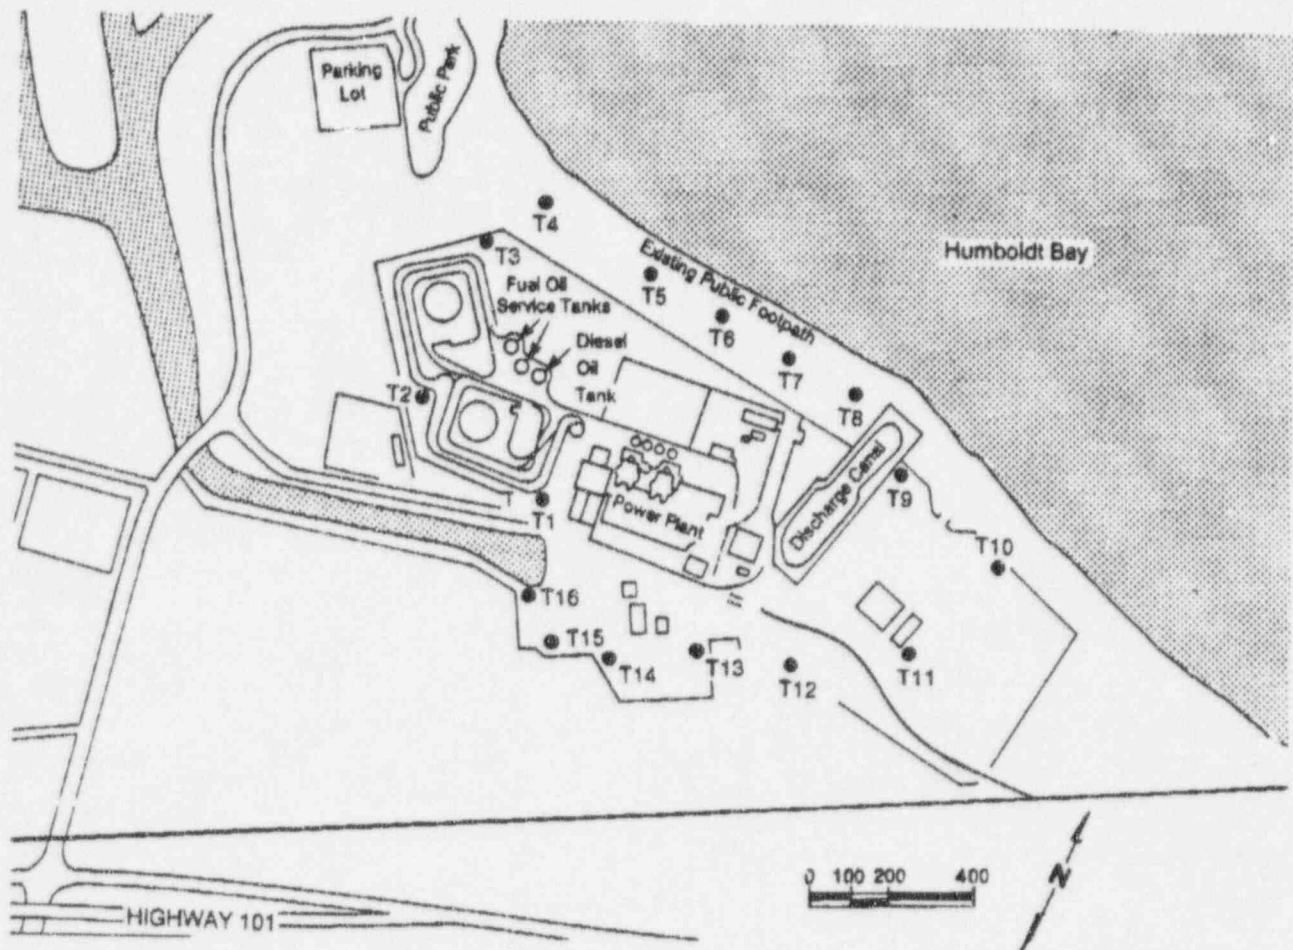 Parking
Lot
Public Park
T4
T3
Existing Public Footpath
Humboldt Bay
Fuel Oil
Service Tanks
T5
T6
Diesel
Oil
Tank
T7
T2
T8
Discharge Canal
T9
T
T1
Power Plant
T10
T16
T15
T14
T13
T12
T11
0 100 200 400
N
HIGHWAY 101